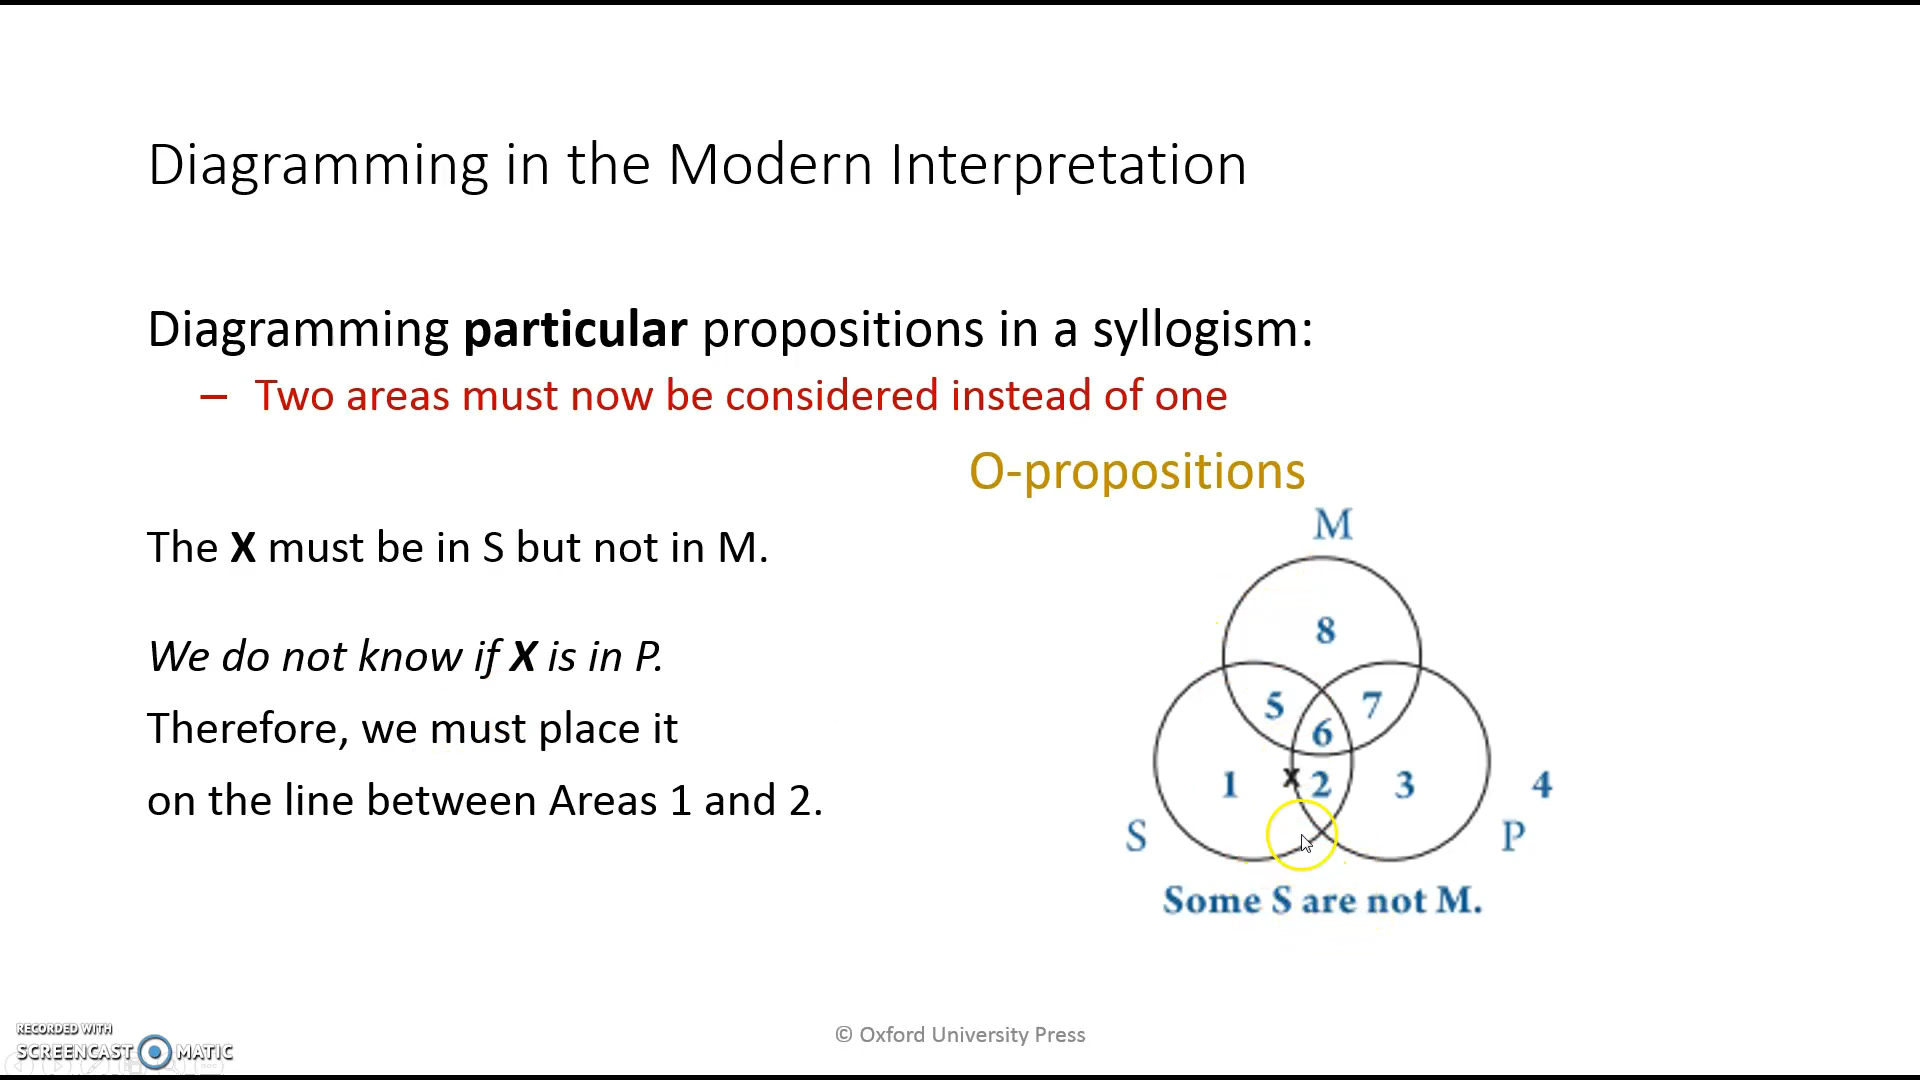 Diagramming in the Modern Interpretation
Diagramming particular propositions in a syllogism:
– Two areas must now be considered instead of one
O-propositions
The X must be in S but not in M.
We do not know if X is in P.
Therefore, we must place it
on the line between Areas 1 and 2.
M
8
5 7
6
1 x 2 3 4
S P
Some S are not M.
© Oxford University Press
RECORDED WITH
SCREENCAST MATIC